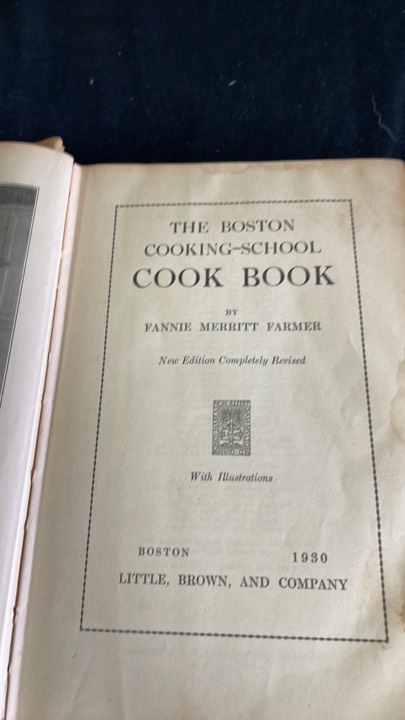 THE BOSTON
COOKING-SCHOOL
COOK BOOK
BY
FANNIE MERRITT FARMER
New Edition Completely Revised
With Illustrations
BOSTON 1930
LITTLE, BROWN, AND COMPANY